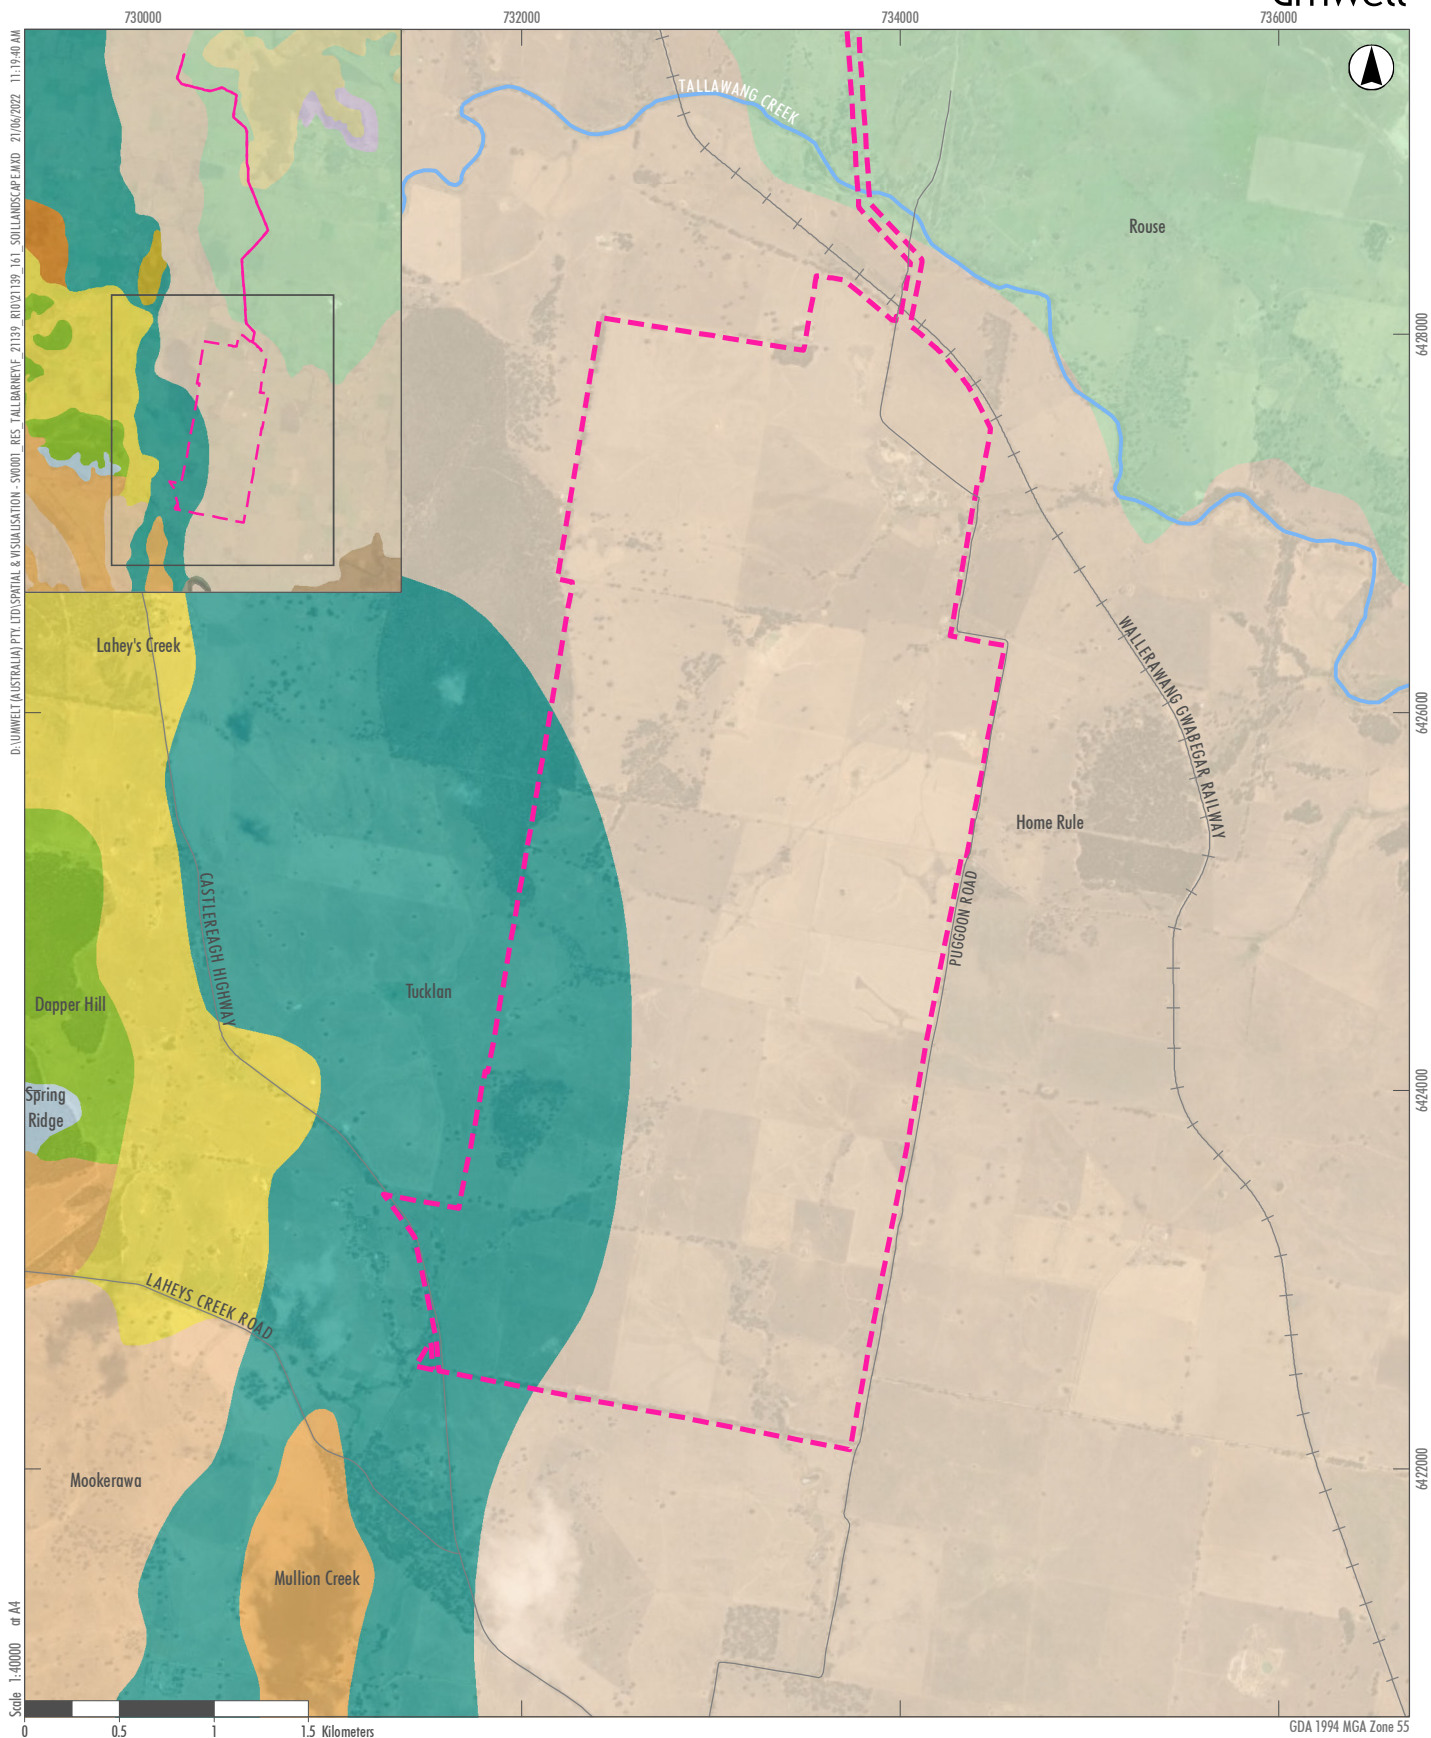 umwelt
730000
732000
734000
736000
D:\UMWELT (AUSTRALIA) PTY. LTD\SPATIAL & VISUALISATION - SV0001_RES_TALLBARNEY\F_21139_R10\21139_161_SOILLANDSCAPE.MXD 21/06/2022 11:19:40 AM
TALLAWANG CREEK
Rouse
6428000
WALLERAWANG GWABEGAR RAILWAY
Lahey's Creek
6426000
Home Rule
CASTLEREAGH HIGHWAY
PUGGOON ROAD
Tucklan
Dapper Hill
Spring
Ridge
6424000
LAHEYS CREEK ROAD
Mookerawa
6422000
Mullion Creek
Scale 1:40000 at A4
0
0.5
1
1.5 Kilometers
GDA 1994 MGA Zone 55